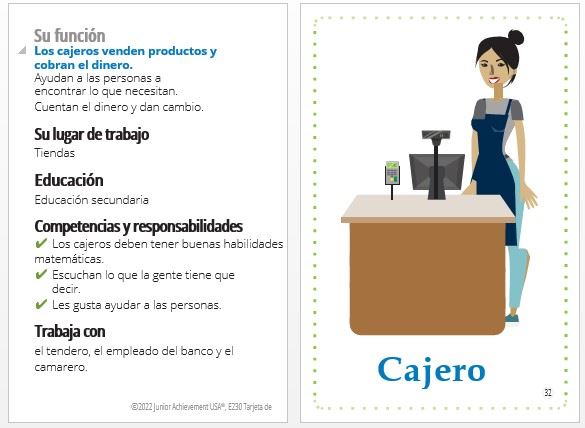 Su función
Los cajeros venden productos y
cobran el dinero.
Ayudan a las personas a
encontrar lo que necesitan.
Cuentan el dinero y dan cambio.
Su lugar de trabajo
Tiendas
Educación
Educación secundaria
Competencias y responsabilidades
✔ Los cajeros deben tener buenas habilidades
matemáticas.
✔ Escuchan lo que la gente tiene que
decir.
✔ Les gusta ayudar a las personas.
Trabaja con
el tendero, el empleado del banco y el
camarero.
©2022 Junior Achievement USA®, E230 Tarjeta de
Cajero
32